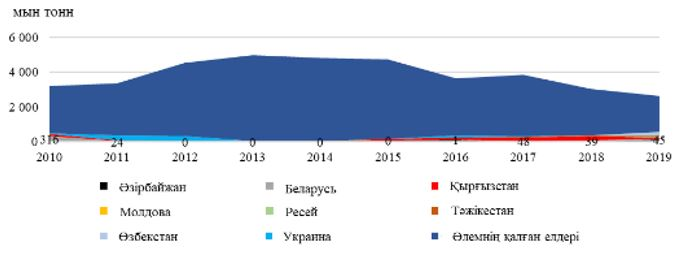 мың тонн
6 000
4 000
2 000
0
316 24 0 0 0 0 1 48 39 45
2010 2011 2012 2013 2014 2015 2016 2017 2018 2019
Әзірбайжан Беларусь Қырғызстан
Молдова Ресей Тәжікестан
Өзбекстан Украина Әлемнің қалған елдері